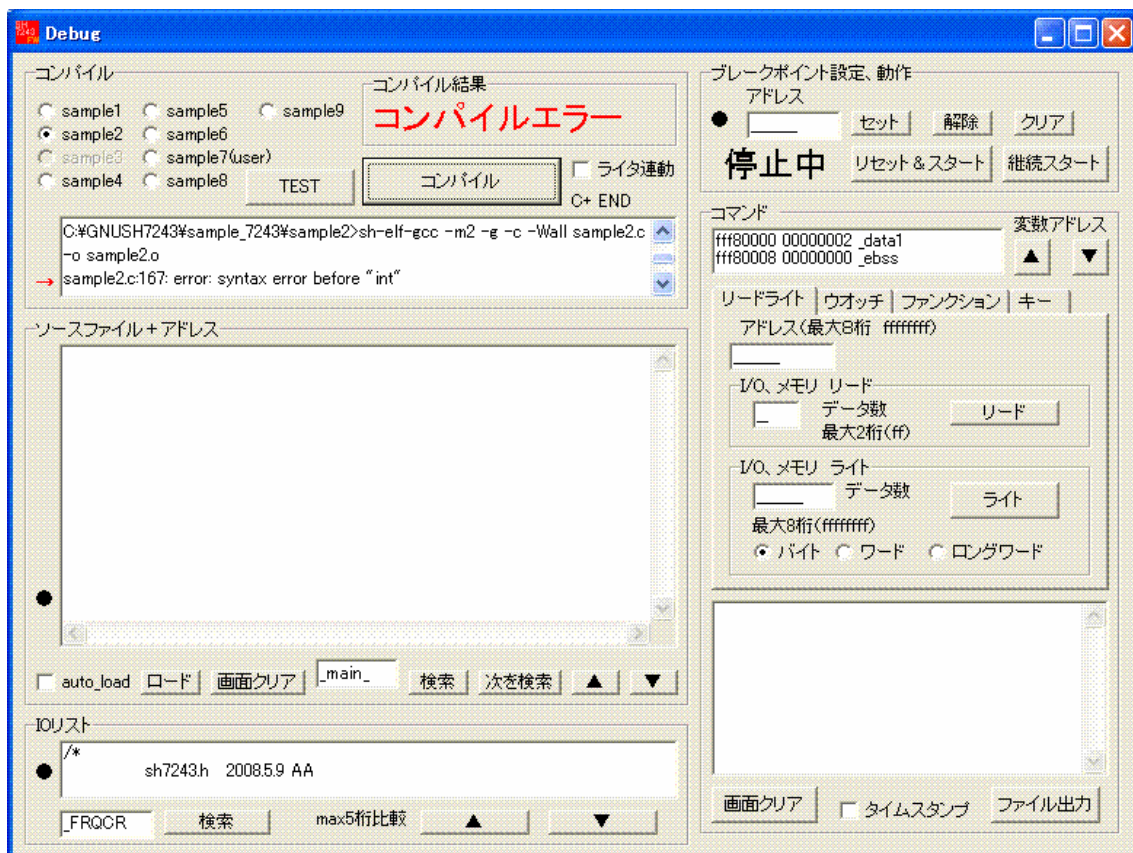 SH
7243
FW
Debug
コンパイル
sample1
sample5
sample9
sample2
sample6
sample3
sample7(user)
sample4
sample8
TEST
コンパイル結果
コンパイルエラー
コンパイル
ライタ連動
C+ END
C:¥GNUSH7243¥sample_7243¥sample2>sh-elf-gcc -m2 -g -c -Wall sample2.c
-o sample2.o
→ sample2.c:167: error: syntax error before "int"
ソースファイル+アドレス
auto_load
ロード
画面クリア
_main_
検索
次を検索
▲
▼
IOリスト
/*
sh7243.h 2008.5.9 AA
_FRQCR
検索
max5桁比較
▲
▼
ブレークポイント設定、動作
アドレス
●
_____
セット
解除
クリア
停止中
リセット&スタート
継続スタート
コマンド
変数アドレス
fff80000 00000002 _data1
fff80008 00000000 _ebss
▲
▼
リードライト
ウオッチ
ファンクション
キー
アドレス(最大8桁 ffffffff)
_____
I/O、メモリ リード
_
データ数
最大2桁(ff)
リード
I/O、メモリ ライト
_____
データ数
ライト
最大8桁(ffffffff)
バイト
ワード
ロングワード
画面クリア
タイムスタンプ
ファイル出力